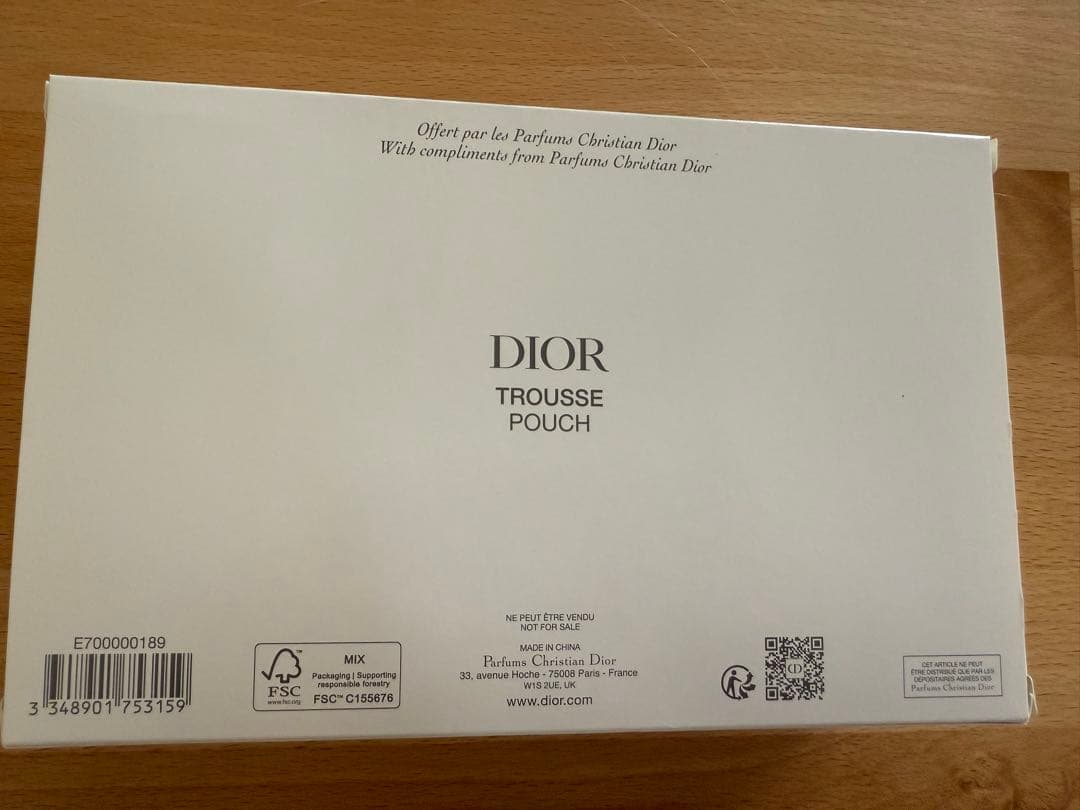 Offert par les Parfums Christian Dior
With compliments from Parfums Christian Dior
DIOR
TROUSSE
POUCH
NE PEUT ÊTRE VENDU
NOT FOR SALE
MADE IN CHINA
Parfums Christian Dior
33, avenue Hoche - 75008 Paris - France
W1S 2UE, UK
www.dior.com
E700000189
3 348901 753159
FSC
www.fsc.org
MIX
Packaging | Supporting
responsible forestry
FSC™ C155676
CD
CET ARTICLE NE PEUT
ÊTRE DISTRIBUÉ QUE PAR LES
DÉPOSITAIRES AGRÉÉS DES
Parfums Christian Dior